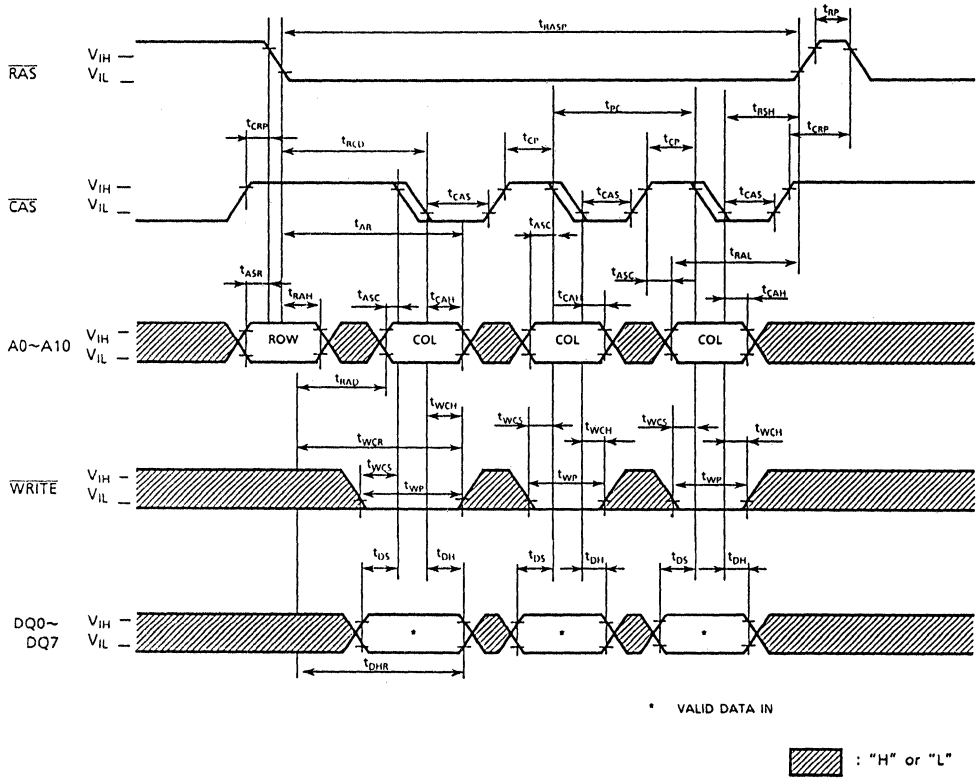 tRASP
tRP
VIH
VIL
RAS
tPC
tRSH
tCRP
tRCD
tCP
tCP
tCRP
VIH
VIL
CAS
tCAS
tCAS
tCAS
tAR
tASC
tRAL
tASR
tRAH
tASC
tCAH
tCAH
tASC
tCAH
A0~A10
VIH
VIL
ROW
COL
COL
COL
tRAD
tWCH
tWCR
tWCS
tWCH
tWCS
tWCH
WRITE
VIH
VIL
tWCS
tWP
tWP
tWP
tDS
tDH
tDS
tDH
tDS
tDH
DQ0~
DQ7
VIH
VIL
*
*
*
tDHR
* VALID DATA IN
: "H" or "L"